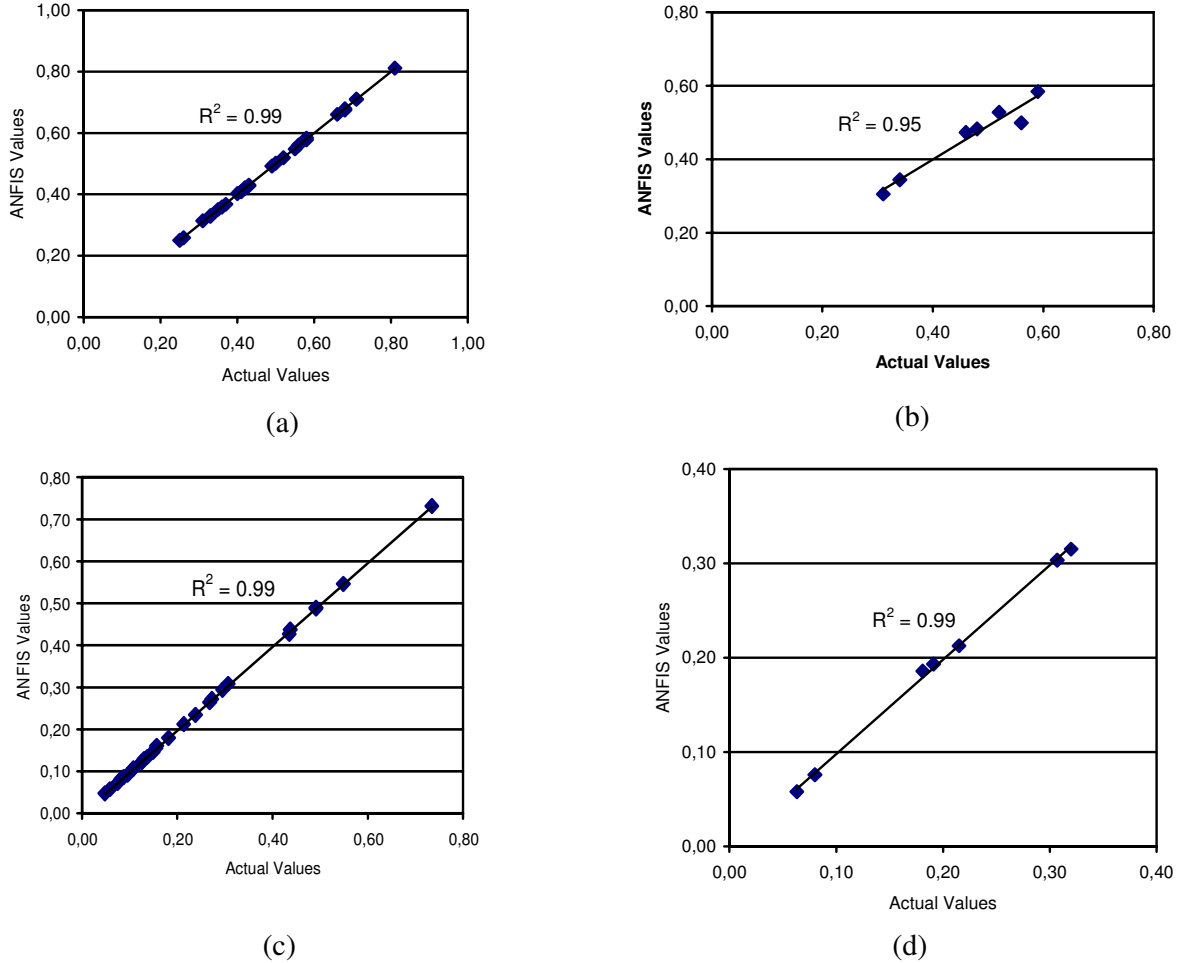 1,00
0,80
0,60
0,40
0,20
0,00
ANFIS Values
R² = 0.99
0,00 0,20 0,40 0,60 0,80 1,00
Actual Values
(a)
0,80
0,60
0,40
0,20
0,00
ANFIS Values
R² = 0.95
0,00 0,20 0,40 0,60 0,80
Actual Values
(b)
0,80
0,70
0,60
0,50
0,40
0,30
0,20
0,10
0,00
ANFIS Values
R² = 0.99
0,00 0,20 0,40 0,60 0,80
Actual Values
(c)
0,40
0,30
0,20
0,10
0,00
ANFIS Values
R² = 0.99
0,00 0,10 0,20 0,30 0,40
Actual Values
(d)